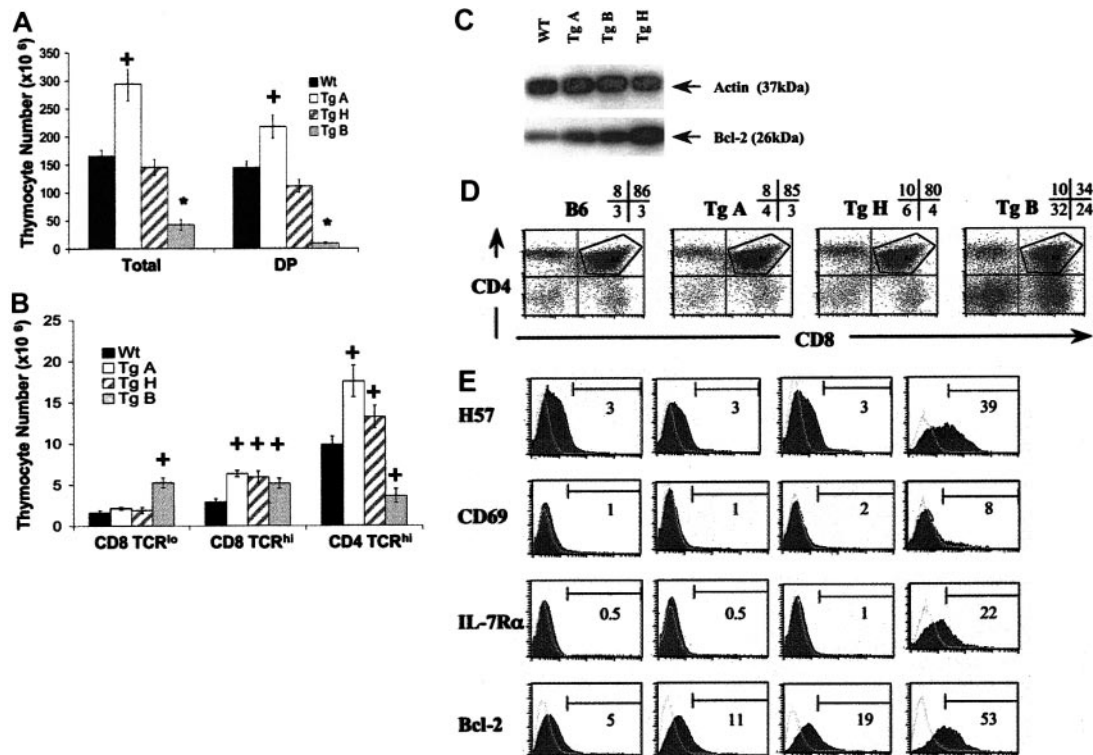 A
Thymocyte Number (x10 6)
350
300
250
200
150
100
50
0
Wt
Tg A
Tg H
Tg B
+
+
*
*
Total DP
B
Thymocyte Number (x10 6)
25
20
15
10
5
0
Wt
Tg A
Tg H
Tg B
+
+ + +
+
+
+
CD8 TCRlo CD8 TCRhi CD4 TCRhi
C
WT Tg A Tg B Tg H
Actin (37kDa)
Bcl-2 (26kDa)
D
B6 8 86 3 3
Tg A 8 85 4 3
Tg H 10 80 6 4
Tg B 10 34 32 24
CD4
CD8
E
H57 3 3 3 39
CD69 1 1 2 8
IL-7Rα 0.5 0.5 1 22
Bcl-2 5 11 19 53